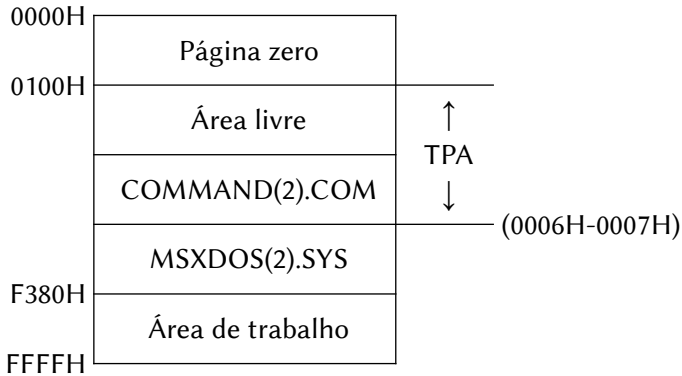 0000H
Página zero
0100H
Área livre
↑
TPA
↓
COMMAND(2).COM
(0006H-0007H)
MSXDOS(2).SYS
F380H
Área de trabalho
FFFFH